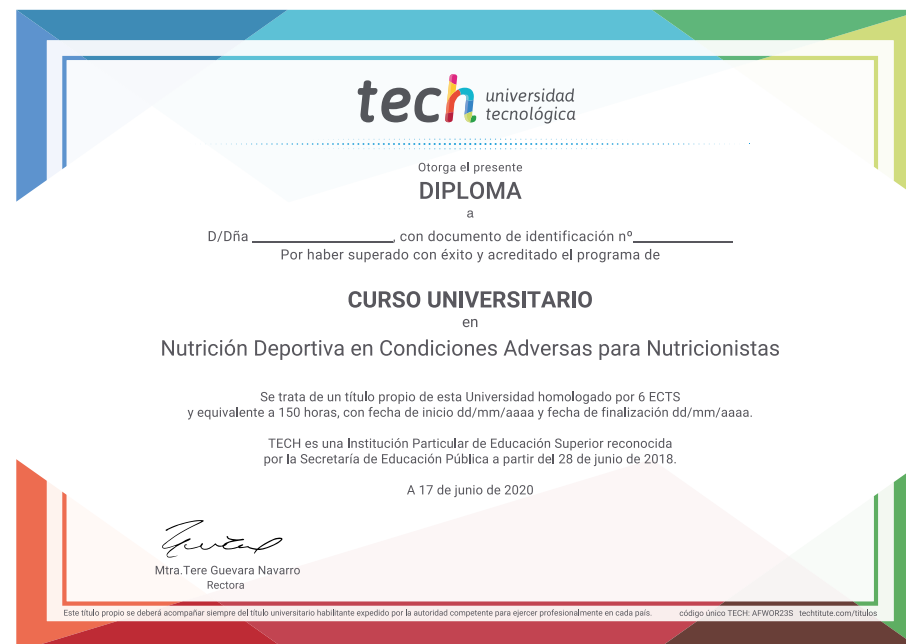 tech universidad
tecnológica
Otorga el presente
DIPLOMA
a
D/Dña ____________, con documento de identificación nº____________
Por haber superado con éxito y acreditado el programa de
CURSO UNIVERSITARIO
en
Nutrición Deportiva en Condiciones Adversas para Nutricionistas
Se trata de un título propio de esta Universidad homologado por 6 ECTS
y equivalente a 150 horas, con fecha de inicio dd/mm/aaaa y fecha de finalización dd/mm/aaaa.
TECH es una Institución Particular de Educación Superior reconocida
por la Secretaría de Educación Pública a partir del 28 de junio de 2018.
A 17 de junio de 2020
Mtra.Tere Guevara Navarro
Rectora
Este título propio se deberá acompañar siempre del título universitario habilitante expedido por la autoridad competente para ejercer profesionalmente en cada país. código único TECH: AFWOR23S techtitute.com/títulos